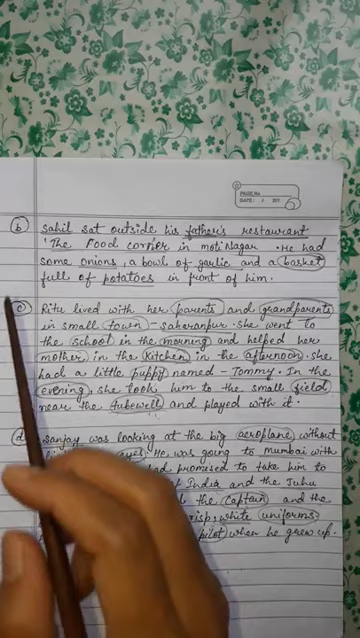 PAGE No.
DATE: / /201
b) Sahil sat outside his father's restaurant
'The Food corner in moti Nagar. He had
some onions, a bowl of garlic and a basket
full of potatoes in front of him.
c) Ritu lived with her parents and grandparents
in small town - saharanpur. she went to
the school in the morning and helped her
mother in the kitchen in the afternoon. she
had a little puppy named - Tommy. In the
evening, she took him to the small field
near the tubewell and played with it.
d) Sanjay was looking at the big aeroplane without
eyes. He was going to mumbai with
had promised to take him to
of India and the Juhu
the captain and the
crisp, white uniforms
pilot when he grew up.